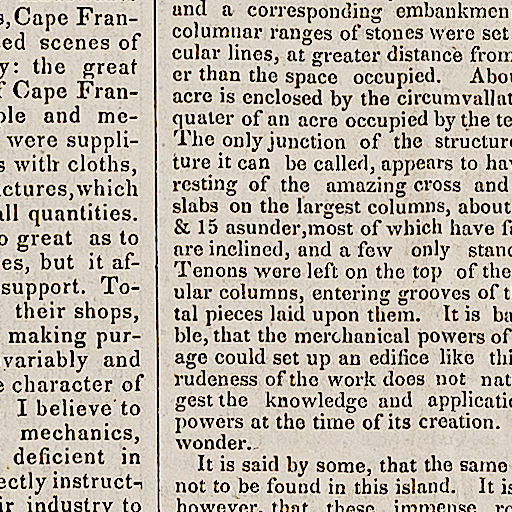 s, Cape Fran-
ed scenes of
y: the great
Cape Fran-
ple and me-
were suppli-
s with cloths,
ctures, which
all quantities.
o great as to
es, but it af-
support. To-
their shops,
making pur-
variably and
e character of
I believe to
mechanics,
deficient in
ectly instruct-
ir industry to
and a corresponding embankmen
columnar ranges of stones were set
cular lines, at greater distance from
er than the space occupied. Abou
acre is enclosed by the circumvallat
quater of an acre occupied by the te
The only junction of the structure
ture it can be called, appears to hav
resting of the amazing cross and
slabs on the largest columns, about
& 15 asunder, most of which have f
are inclined, and a few only stand
Tenons were left on the top of the
ular columns, entering grooves of t
tal pieces laid upon them. It is ba
ble, that the merchanical powers of
age could set up an edifice like thi
rudeness of the work does not nat
gest the knowledge and applicatio
powers at the time of its creation.
wonder.
It is said by some, that the same
not to be found in this island. It is
however, that these immense ro